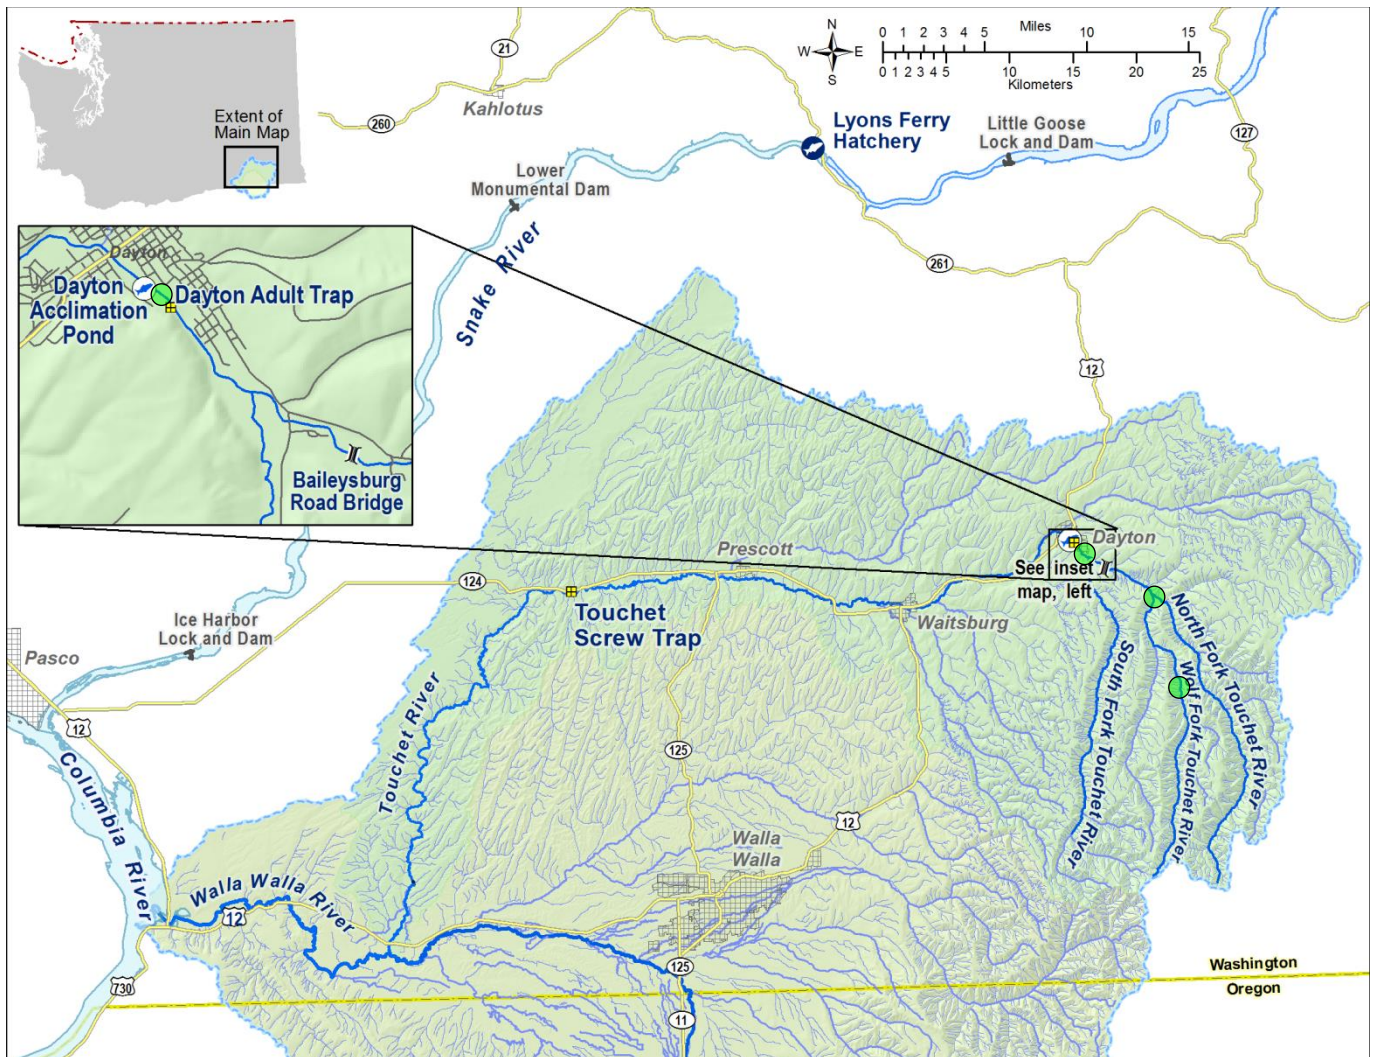 N
W E
S
0 1 2 3 4 5 Miles 10 15
0 1 2 3 4 5 10 15 20 25
Kilometers
21
Kahlotus
260
Extent of
Main Map
Lyons Ferry
Hatchery
Little Goose
Lock and Dam
127
Lower
Monumental Dam
Snake River
261
12
Dayton
Dayton
Acclimation
Pond
Dayton Adult Trap
Baileysburg
Road Bridge
Prescott
Dayton
See inset
map, left
124
Touchet
Screw Trap
Waitsburg
Ice Harbor
Lock and Dam
Pasco
12
North Fork Touchet River
Wolf Fork Touchet River
South Fork Touchet River
Touchet River
125
Columbia River
12
Walla
Walla
Walla Walla River
12
125
730
Washington
Oregon
11